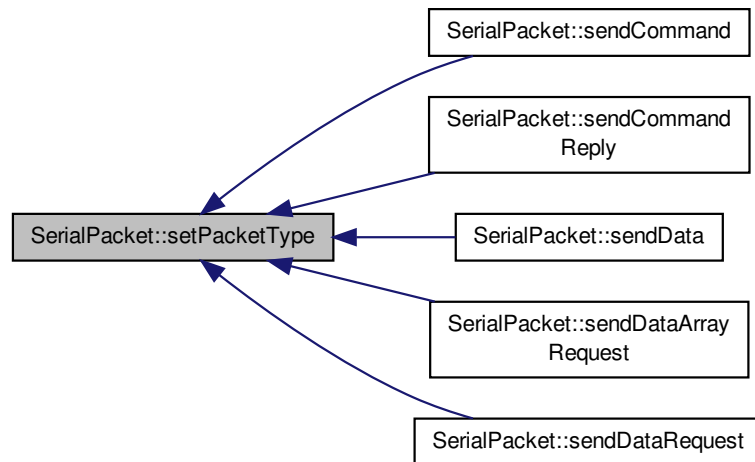 SerialPacket::sendCommand
SerialPacket::sendCommand
Reply
SerialPacket::setPacketType
SerialPacket::sendData
SerialPacket::sendDataArray
Request
SerialPacket::sendDataRequest